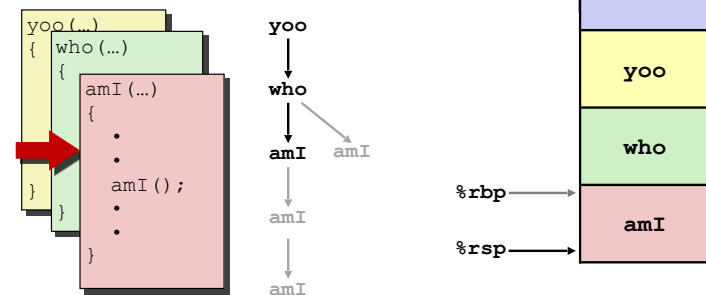 yoo(…)
{
}
who(…)
{
}
amI(…)
{
•
•
amI();
•
•
}
yoo
who
amI amI
amI
amI
yoo
who
%rbp
amI
%rsp